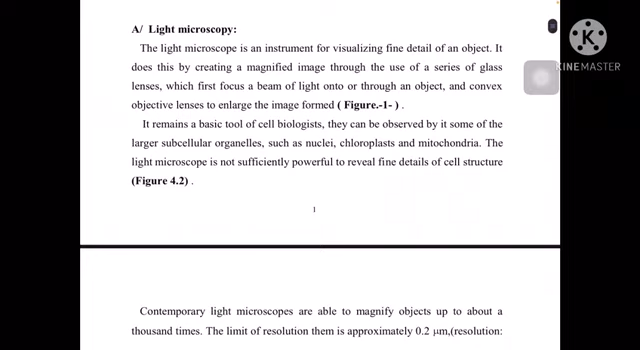 A/ Light microscopy:
The light microscope is an instrument for visualizing fine detail of an object. It
does this by creating a magnified image through the use of a series of glass
lenses, which first focus a beam of light onto or through an object, and convex
objective lenses to enlarge the image formed ( Figure.-1- ) .
It remains a basic tool of cell biologists, they can be observed by it some of the
larger subcellular organelles, such as nuclei, chloroplasts and mitochondria. The
light microscope is not sufficiently powerful to reveal fine details of cell structure
(Figure 4.2) .
1
Contemporary light microscopes are able to magnify objects up to about a
thousand times. The limit of resolution them is approximately 0.2 μm,(resolution:
KINEMASTER